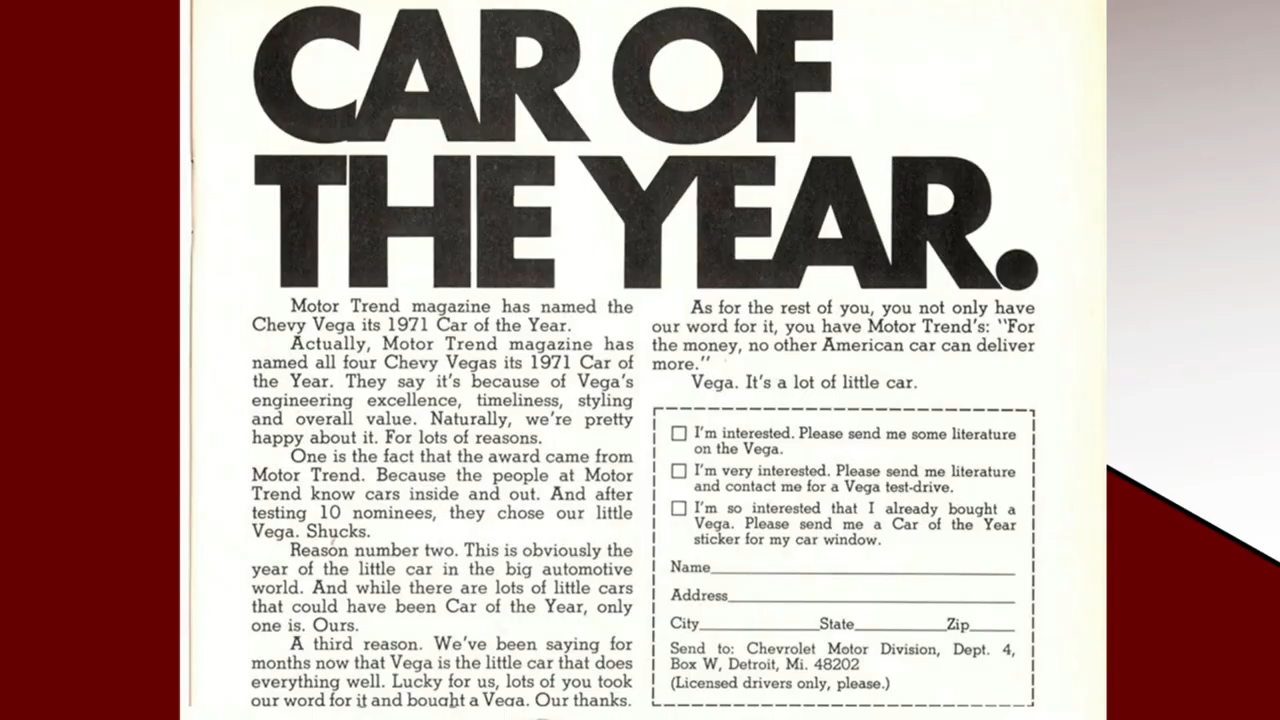 CAR OF
THE YEAR.
Motor Trend magazine has named the
Chevy Vega its 1971 Car of the Year.
Actually, Motor Trend magazine has
named all four Chevy Vegas its 1971 Car of
the Year. They say it's because of Vega's
engineering excellence, timeliness, styling
and overall value. Naturally, we're pretty
happy about it. For lots of reasons.
One is the fact that the award came from
Motor Trend. Because the people at Motor
Trend know cars inside and out. And after
testing 10 nominees, they chose our little
Vega. Shucks.
Reason number two. This is obviously the
year of the little car in the big automotive
world. And while there are lots of little cars
that could have been Car of the Year, only
one is. Ours.
A third reason. We've been saying for
months now that Vega is the little car that does
everything well. Lucky for us, lots of you took
our word for it and bought a Vega. Our thanks.
As for the rest of you, you not only have
our word for it, you have Motor Trend's: "For
the money, no other American car can deliver
more."
Vega. It's a lot of little car.
I'm interested. Please send me some literature
on the Vega.
I'm very interested. Please send me literature
and contact me for a Vega test-drive.
I'm so interested that I already bought a
Vega. Please send me a Car of the Year
sticker for my car window.
Name
Address
City State Zip
Send to: Chevrolet Motor Division, Dept. 4,
Box W, Detroit, Mi. 48202
(Licensed drivers only, please.)